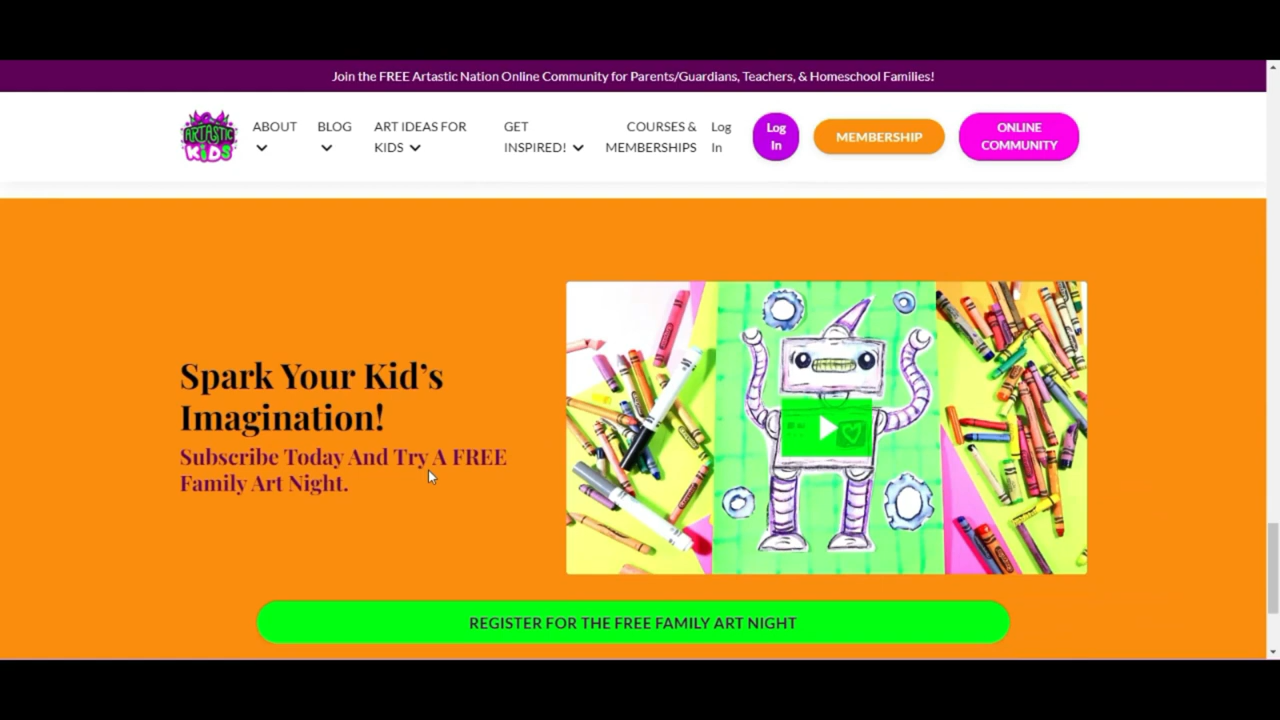 Join the FREE Artastic Nation Online Community for Parents/Guardians, Teachers, & Homeschool Families!
ARTASTIC
KiDS
ABOUT
BLOG
ART IDEAS FOR
KIDS
GET
INSPIRED!
COURSES &
MEMBERSHIPS
Log
In
Log
In
MEMBERSHIP
ONLINE
COMMUNITY
Spark Your Kid’s
Imagination!
Subscribe Today And Try A FREE
Family Art Night.
REGISTER FOR THE FREE FAMILY ART NIGHT